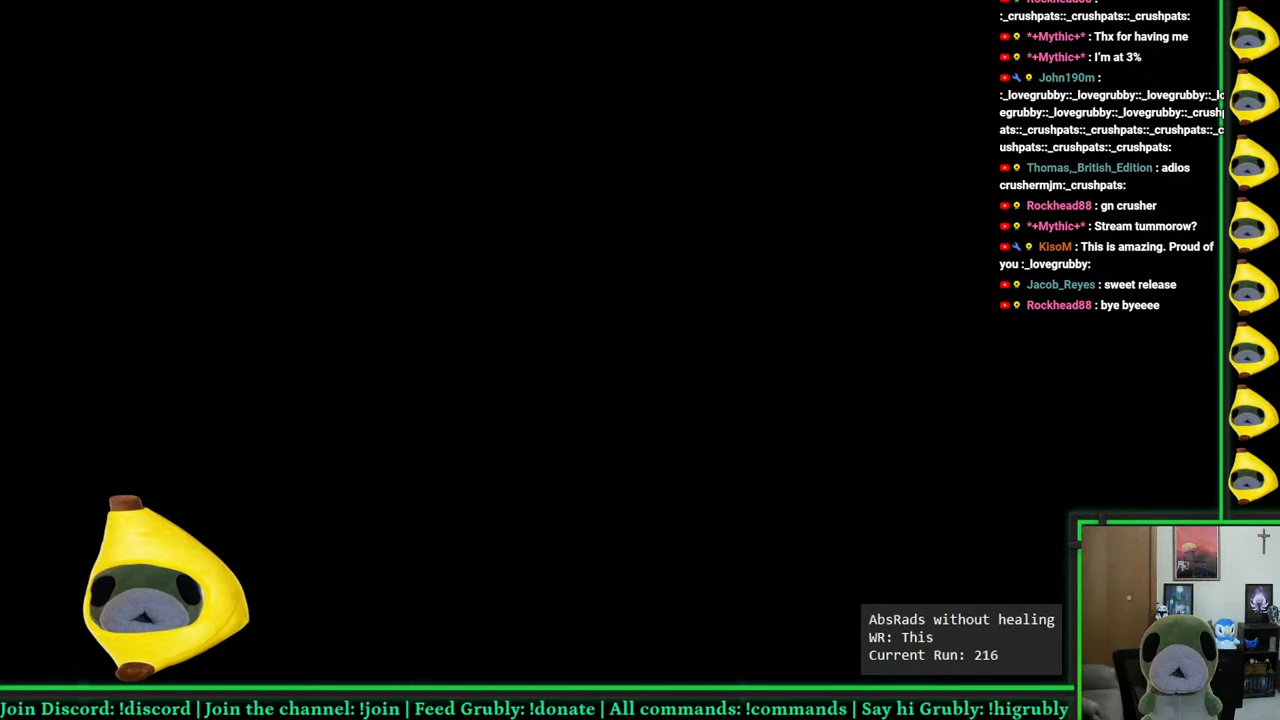 :_crushpats::_crushpats::_crushpats:
*+Mythic+* : Thx for having me
*+Mythic+* : I'm at 3%
John190m :
:_lovegrubby::_lovegrubby::_lovegrubby::_lo
egrubby::_lovegrubby::_lovegrubby::_crushp
ats::_crushpats::_crushpats::_crushpats::_c
ushpats::_crushpats::_crushpats:
Thomas,_British_Edition : adios
crushermjm:_crushpats:
Rockhead88 : gn crusher
*+Mythic+* : Stream tummorow?
KisoM : This is amazing. Proud of
you :_lovegrubby:
Jacob_Reyes : sweet release
Rockhead88 : bye byeeee
AbsRads without healing
WR: This
Current Run: 216
Join Discord: !discord | Join the channel: !join | Feed Grubly: !donate | All commands: !commands | Say hi Grubly: !higrubly